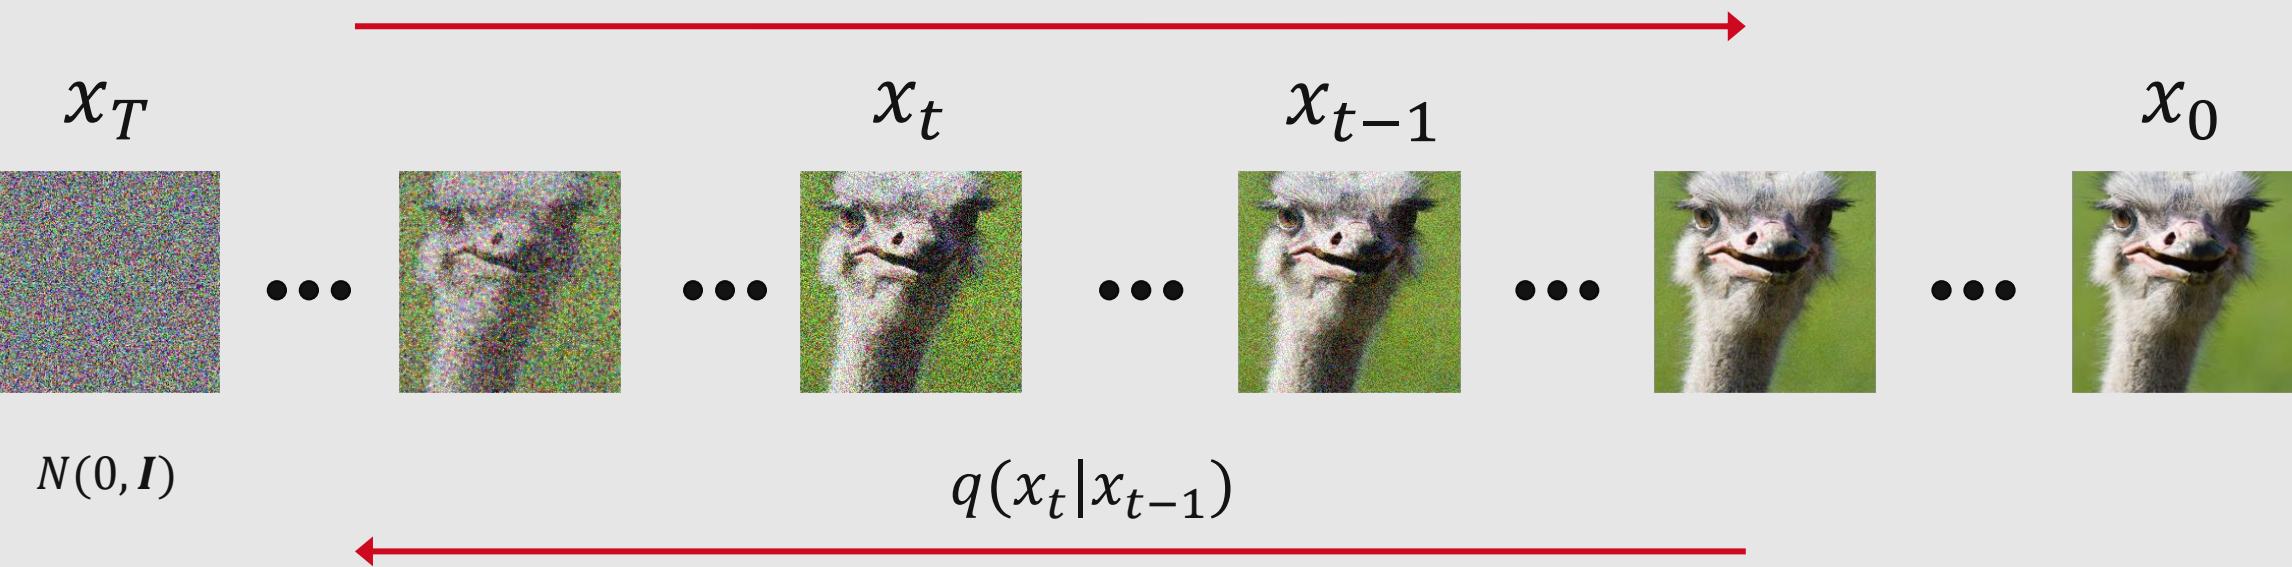 x_T x_t x_{t−1} x_0
N(0, I)
q(x_t|x_{t−1})